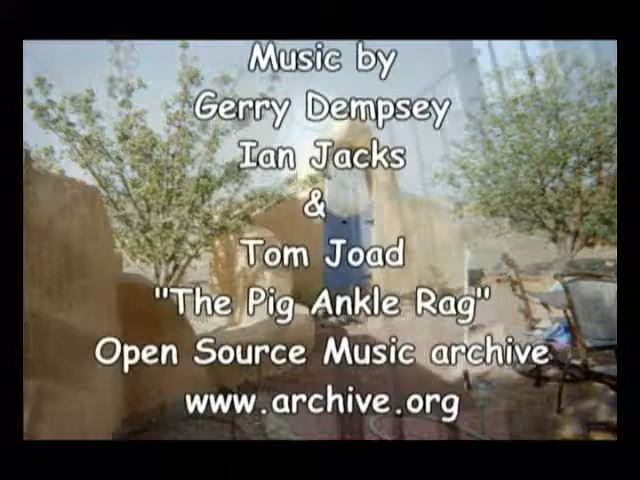 Music by
Gerry Dempsey
Ian Jacks
&
Tom Joad
"The Pig Ankle Rag"
Open Source Music archive
www.archive.org